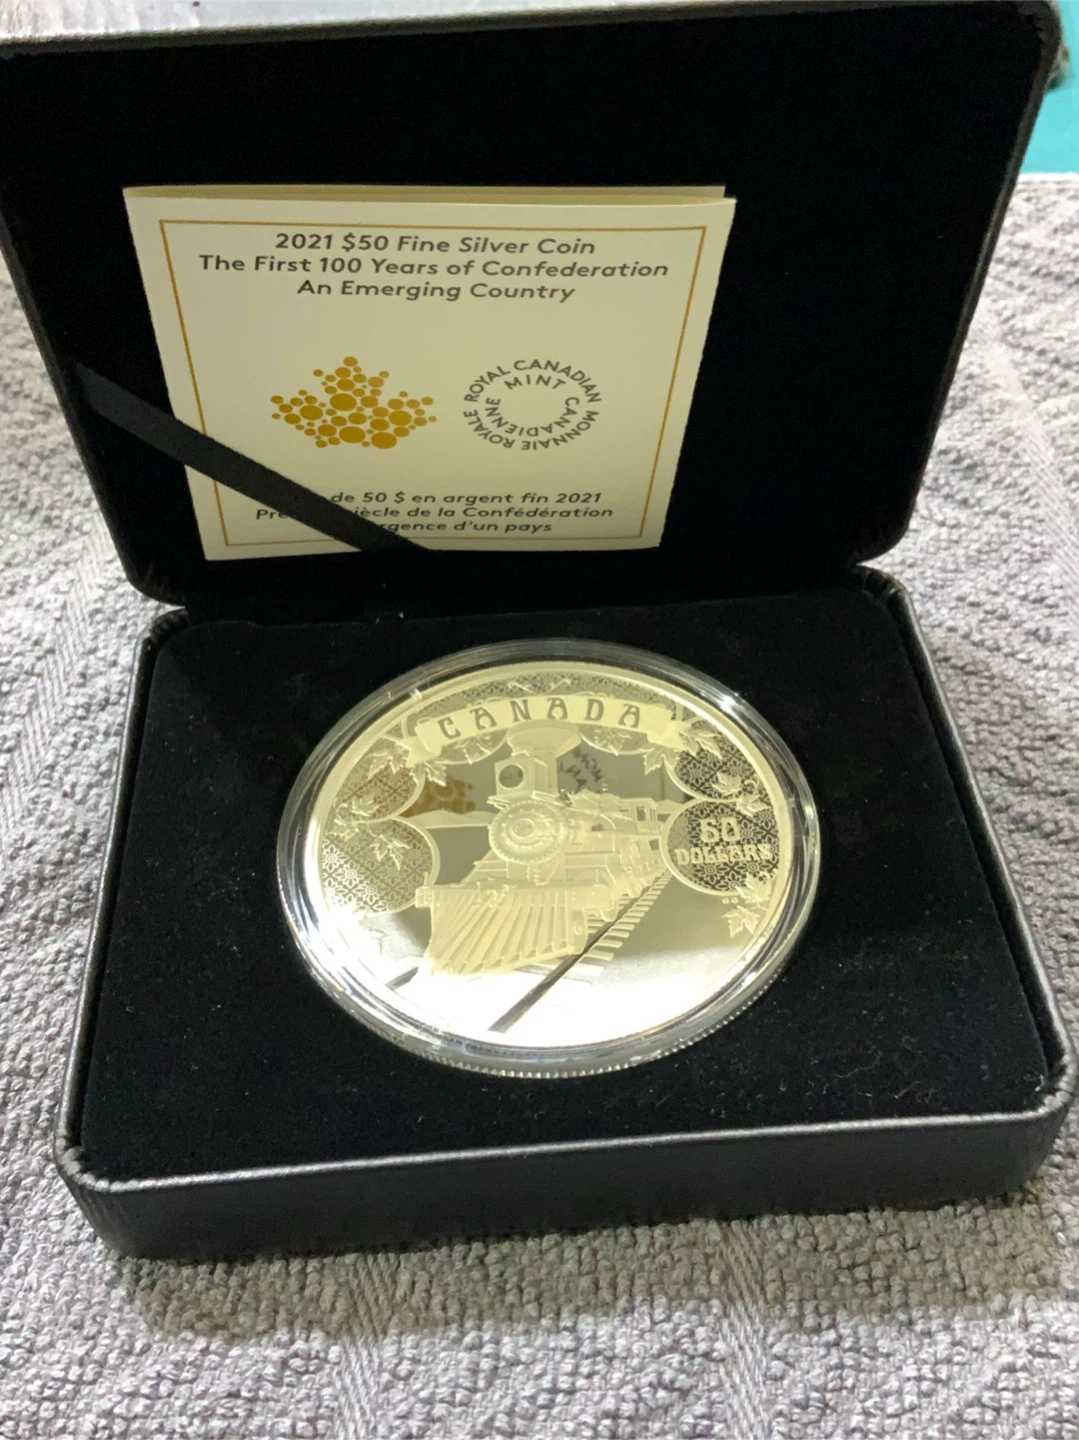 2021 $50 Fine Silver Coin
The First 100 Years of Confederation
An Emerging Country
ROYAL CANADIAN MINT
MONNAIE ROYALE CANADIENNE
de 50 $ en argent fin 2021
siècle de la Confédération
d'un pays
CANADA
50
DOLLARS